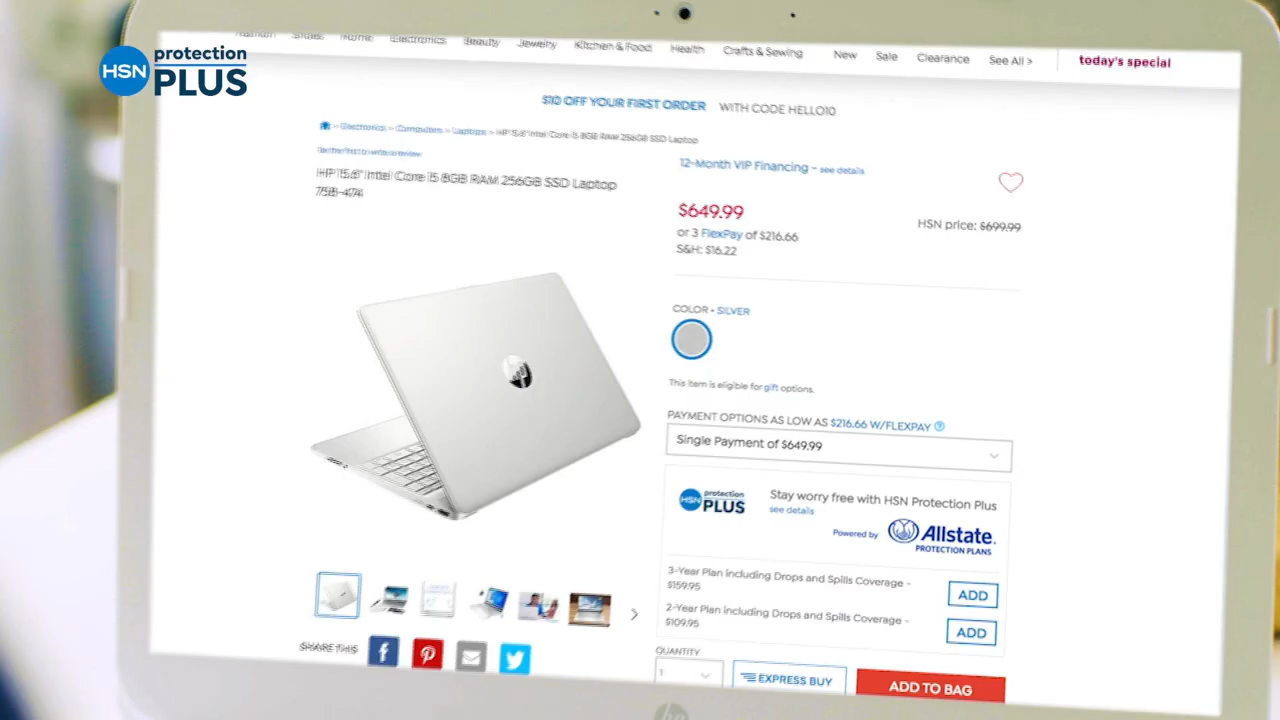 HSN protection
PLUS
Fashion Shoes Home Electronics Beauty Jewelry Kitchen & Food Health Crafts & Sewing New Sale Clearance See All > today's special
$10 OFF YOUR FIRST ORDER WITH CODE HELLO10
> Electronics > Computers > Laptops > HP 15.6" Intel Core i5 8GB RAM 256GB SSD Laptop
Be the first to write a review
HP 15.6" Intel Core i5 8GB RAM 256GB SSD Laptop
758-474
12-Month VIP Financing - see details
$649.99
HSN price: $699.99
or 3 FlexPay of $216.66
S&H: $16.22
COLOR - SILVER
This item is eligible for gift options.
PAYMENT OPTIONS AS LOW AS $216.66 W/FLEXPAY ?
Single Payment of $649.99
HSN protection
PLUS
Stay worry free with HSN Protection Plus
see details
Powered by Allstate.
PROTECTION PLANS
3-Year Plan including Drops and Spills Coverage -
$159.95
ADD
2-Year Plan including Drops and Spills Coverage -
$109.95
ADD
SHARE THIS
QUANTITY
1
EXPRESS BUY
ADD TO BAG
hp